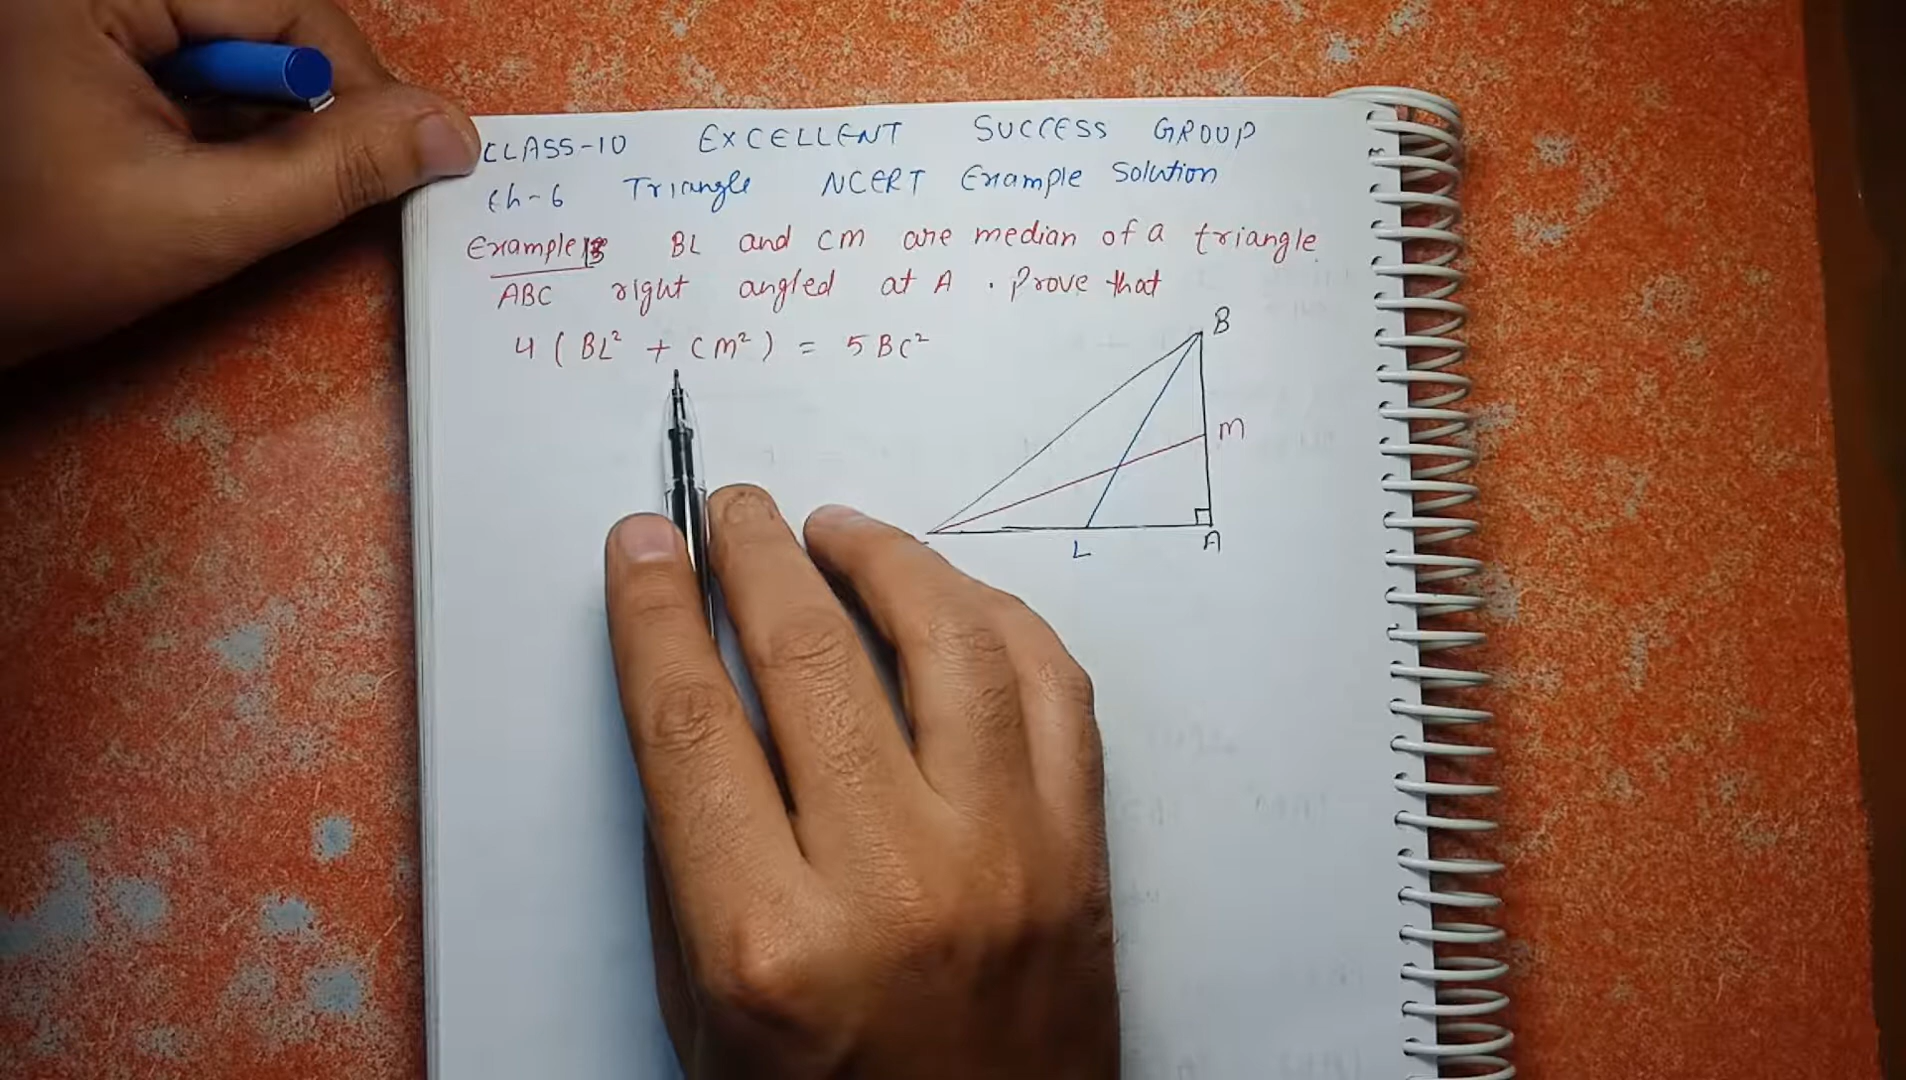 CLASS-10 EXCELLENT SUCCESS GROUP
Ch-6 Triangle NCERT Example Solution
Example 13 BL and CM are median of a triangle
ABC right angled at A. Prove that
4 ( BL² + CM² ) = 5 BC²
B
M
L
A